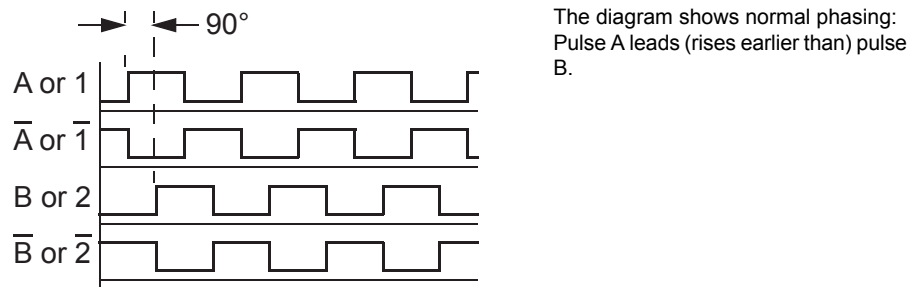 90°
The diagram shows normal phasing:
Pulse A leads (rises earlier than) pulse
B.
A or 1
A̅ or 1̅
B or 2
B̅ or 2̅